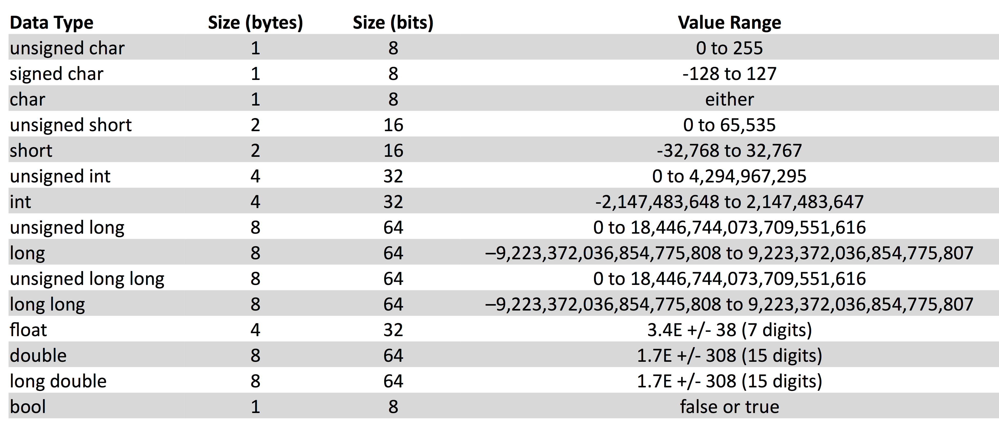 Data Type Size (bytes) Size (bits) Value Range
unsigned char 1 8 0 to 255
signed char 1 8 -128 to 127
char 1 8 either
unsigned short 2 16 0 to 65,535
short 2 16 -32,768 to 32,767
unsigned int 4 32 0 to 4,294,967,295
int 4 32 -2,147,483,648 to 2,147,483,647
unsigned long 8 64 0 to 18,446,744,073,709,551,616
long 8 64 –9,223,372,036,854,775,808 to 9,223,372,036,854,775,807
unsigned long long 8 64 0 to 18,446,744,073,709,551,616
long long 8 64 –9,223,372,036,854,775,808 to 9,223,372,036,854,775,807
float 4 32 3.4E +/- 38 (7 digits)
double 8 64 1.7E +/- 308 (15 digits)
long double 8 64 1.7E +/- 308 (15 digits)
bool 1 8 false or true